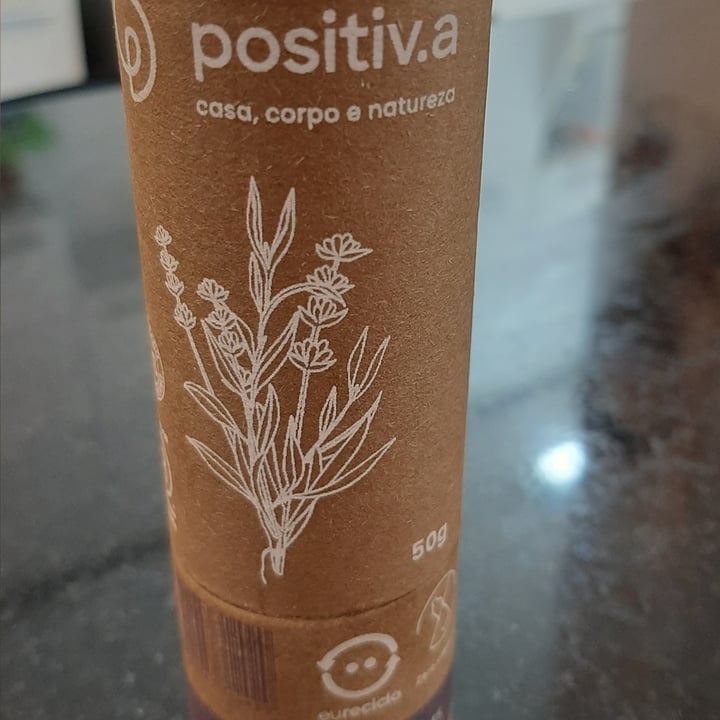 positiv.a
casa, corpo e natureza
50g
eureciclo